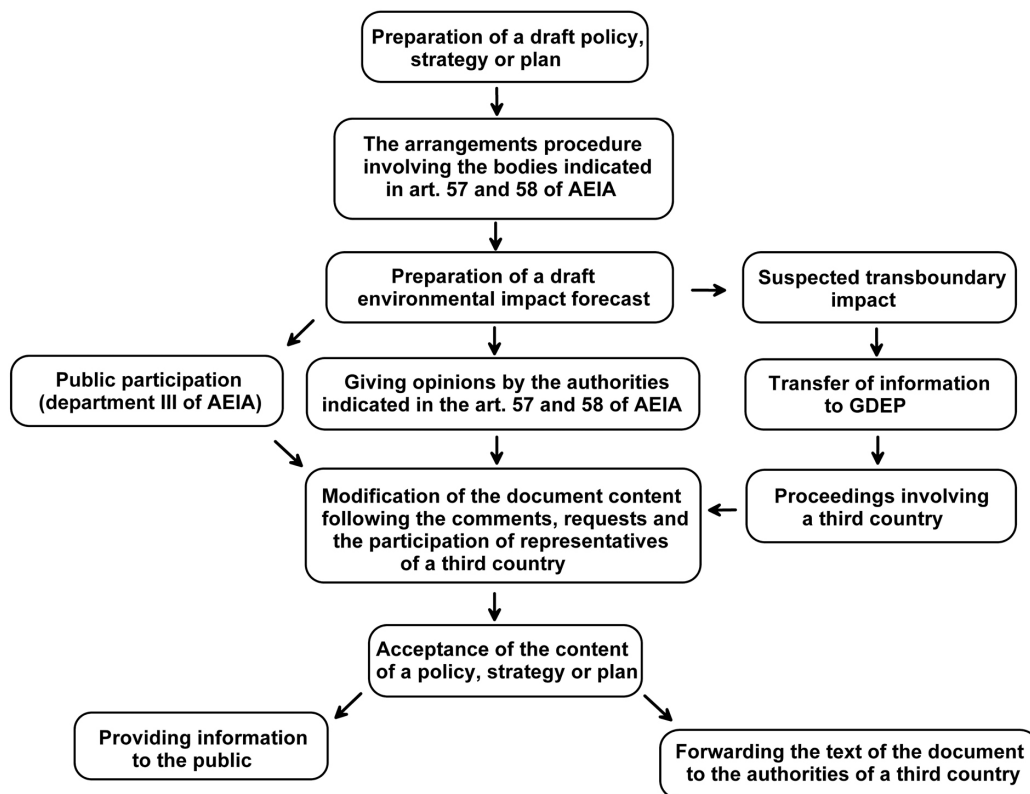 Preparation of a draft policy,
strategy or plan
The arrangements procedure
involving the bodies indicated
in art. 57 and 58 of AEIA
Preparation of a draft
environmental impact forecast
Suspected transboundary
impact
Public participation
(department III of AEIA)
Giving opinions by the authorities
indicated in the art. 57 and 58 of AEIA
Transfer of information
to GDEP
Modification of the document content
following the comments, requests and
the participation of representatives
of a third country
Proceedings involving
a third country
Acceptance of the content
of a policy, strategy or plan
Providing information
to the public
Forwarding the text of the document
to the authorities of a third country